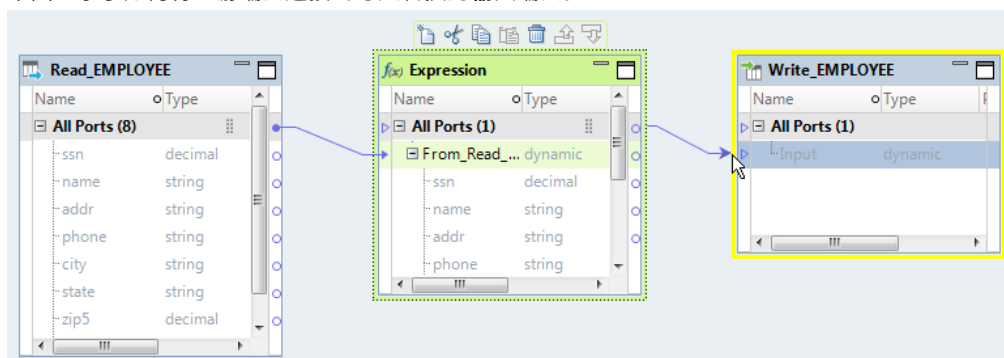 Read_EMPLOYEE
Name Type
All Ports (8)
ssn decimal
name string
addr string
phone string
city string
state string
zip5 decimal
f(x) Expression
Name Type
All Ports (1)
From_Read_... dynamic
ssn decimal
name string
addr string
phone string
Write_EMPLOYEE
Name Type
All Ports (1)
Input dynamic